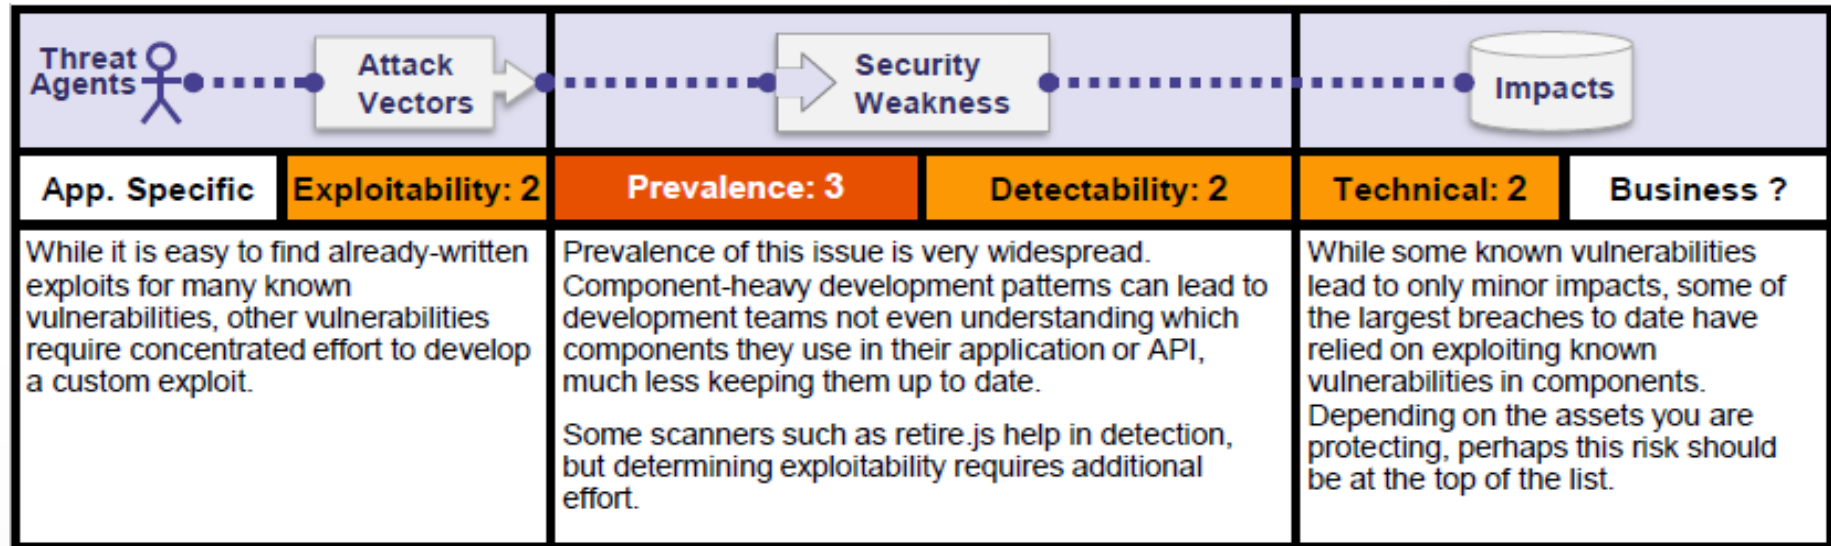 Threat
Agents
Attack
Vectors
Security
Weakness
Impacts
App. Specific
Exploitability: 2
Prevalence: 3
Detectability: 2
Technical: 2
Business ?
While it is easy to find already-written
exploits for many known
vulnerabilities, other vulnerabilities
require concentrated effort to develop
a custom exploit.
Prevalence of this issue is very widespread.
Component-heavy development patterns can lead to
development teams not even understanding which
components they use in their application or API,
much less keeping them up to date.
Some scanners such as retire.js help in detection,
but determining exploitability requires additional
effort.
While some known vulnerabilities
lead to only minor impacts, some of
the largest breaches to date have
relied on exploiting known
vulnerabilities in components.
Depending on the assets you are
protecting, perhaps this risk should
be at the top of the list.